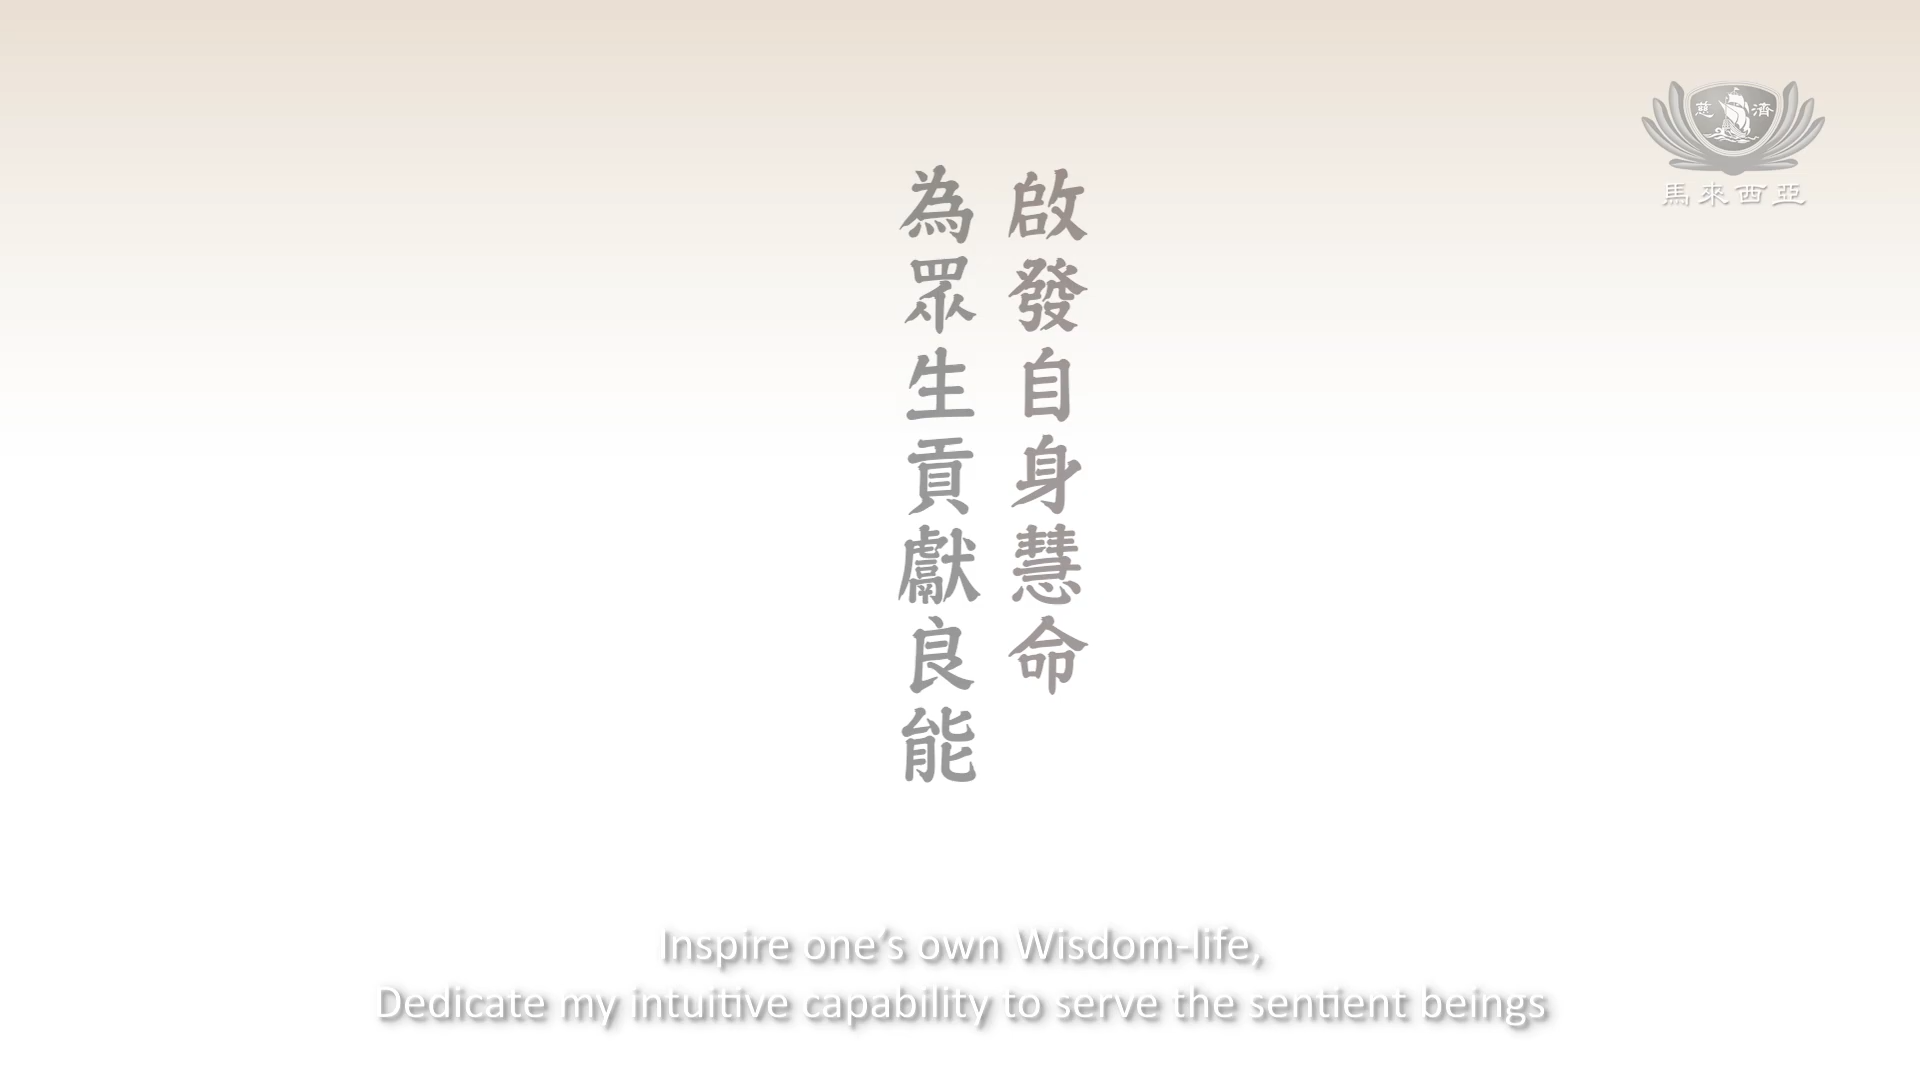 啟發自身慧命
為眾生貢獻良能
慈濟
馬來西亞
Inspire one's own Wisdom-life,
Dedicate my intuitive capability to serve the sentient beings